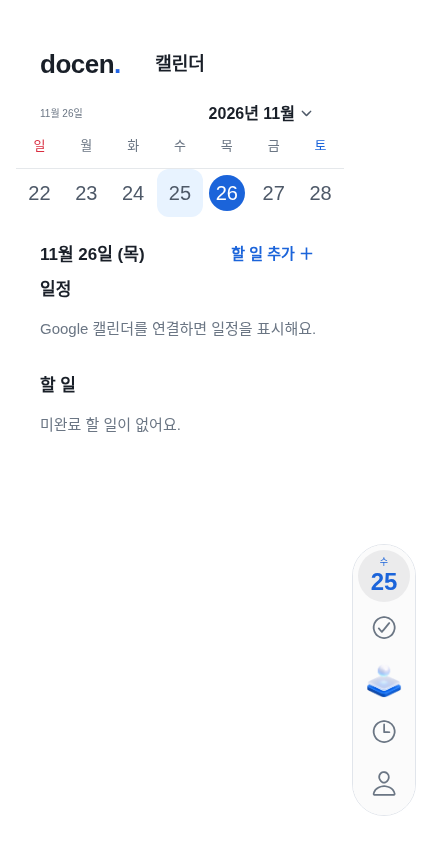 docen. 캘린더
11월 26일 2026년 11월
일 월 화 수 목 금 토
22 23 24 25 26 27 28
11월 26일 (목) 할 일 추가
일정
Google 캘린더를 연결하면 일정을 표시해요.
할 일
미완료 할 일이 없어요.
수
25